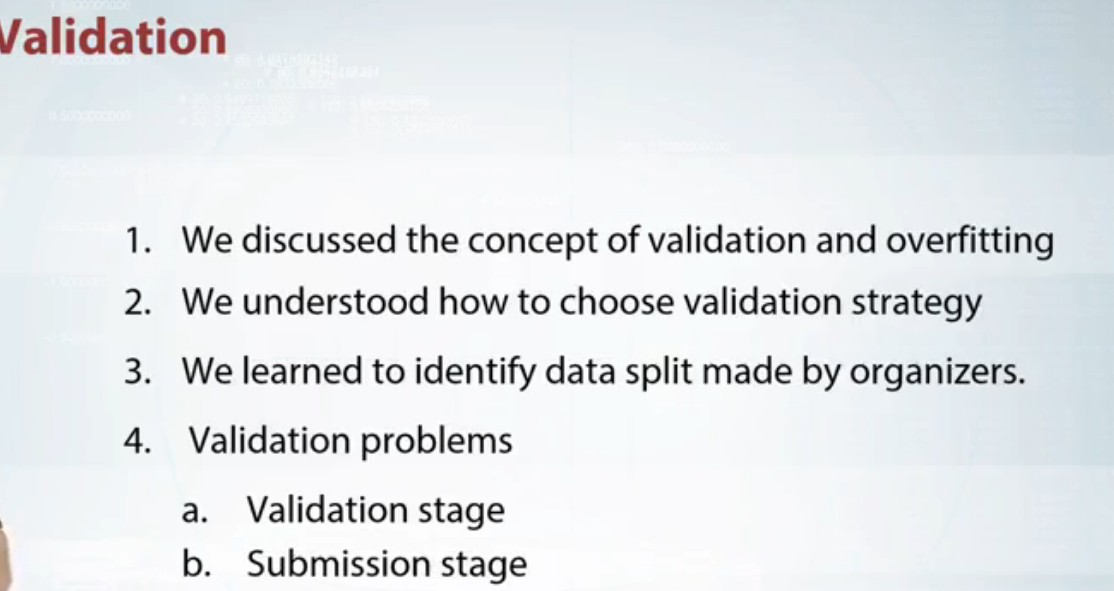 Validation
1. We discussed the concept of validation and overfitting
2. We understood how to choose validation strategy
3. We learned to identify data split made by organizers.
4. Validation problems
a. Validation stage
b. Submission stage